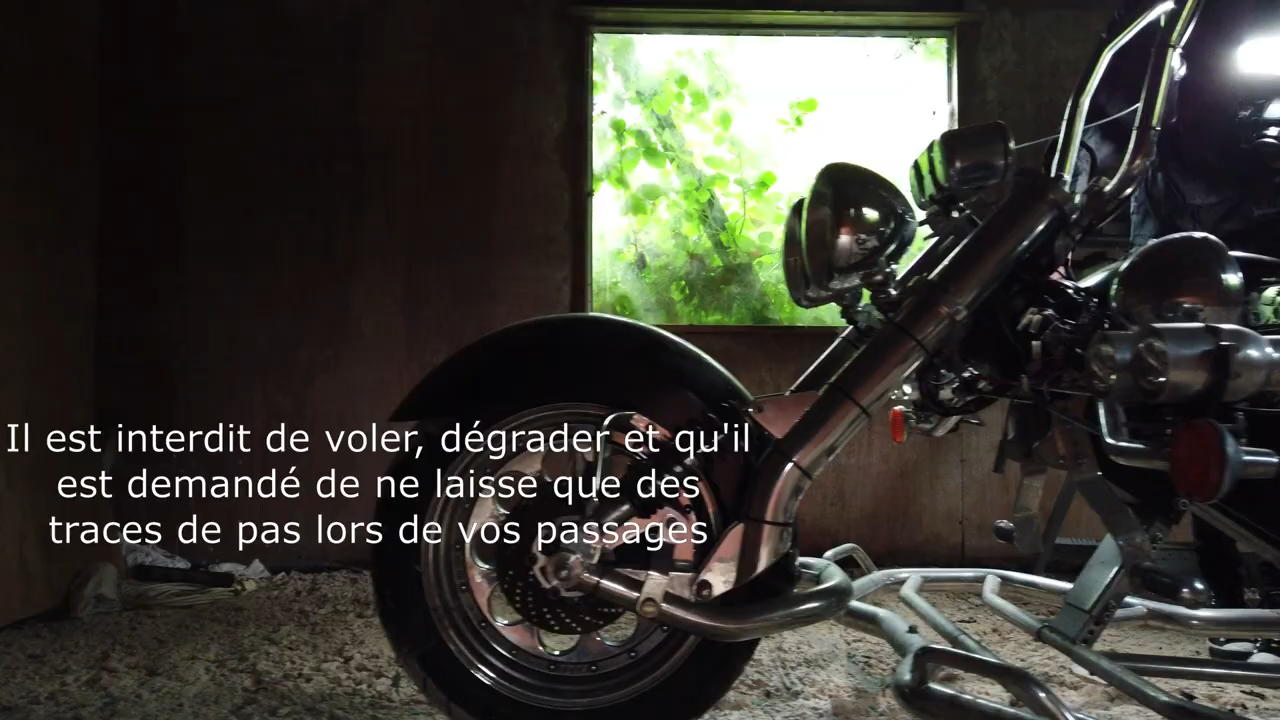 Il est interdit de voler, dégrader et qu'il
est demandé de ne laisse que des
traces de pas lors de vos passages